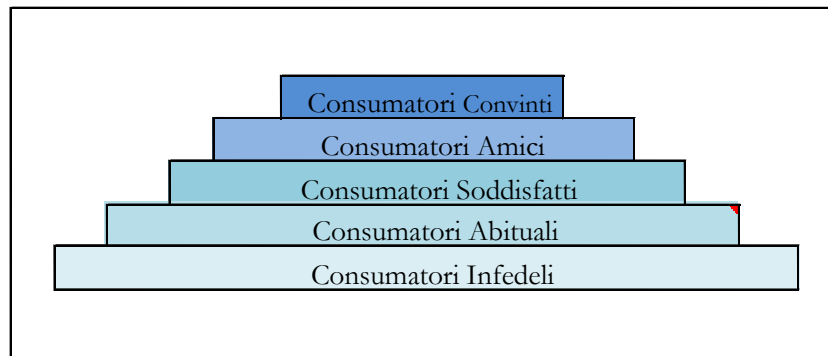 Consumatori Convinti
Consumatori Amici
Consumatori Soddisfatti
Consumatori Abituali
Consumatori Infedeli